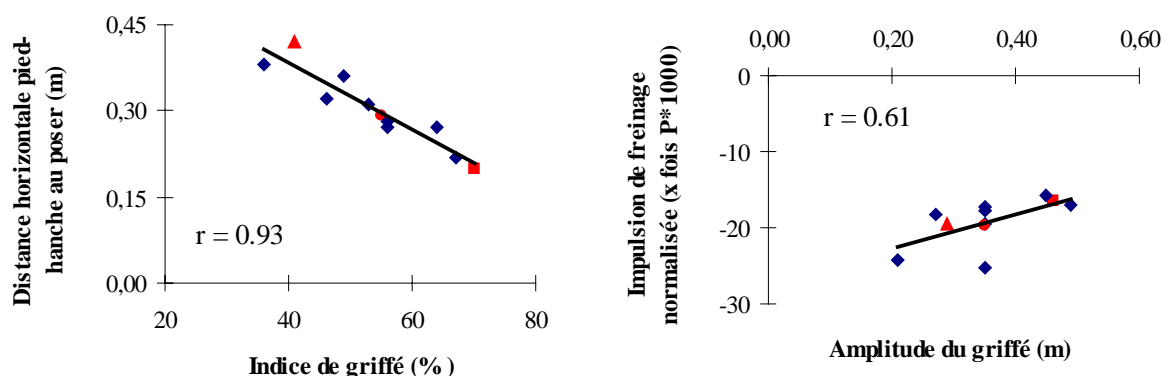 Distance horizontale pied-
hanche au poser (m)
0,45
0,30
0,15
0,00
r = 0.93
20
40
60
80
Indice de griffé (% )
Impulsion de freinage
normalisée (x fois P*1000)
0,00
0,20
0,40
0,60
0
-10
-20
-30
r = 0.61
Amplitude du griffé (m)